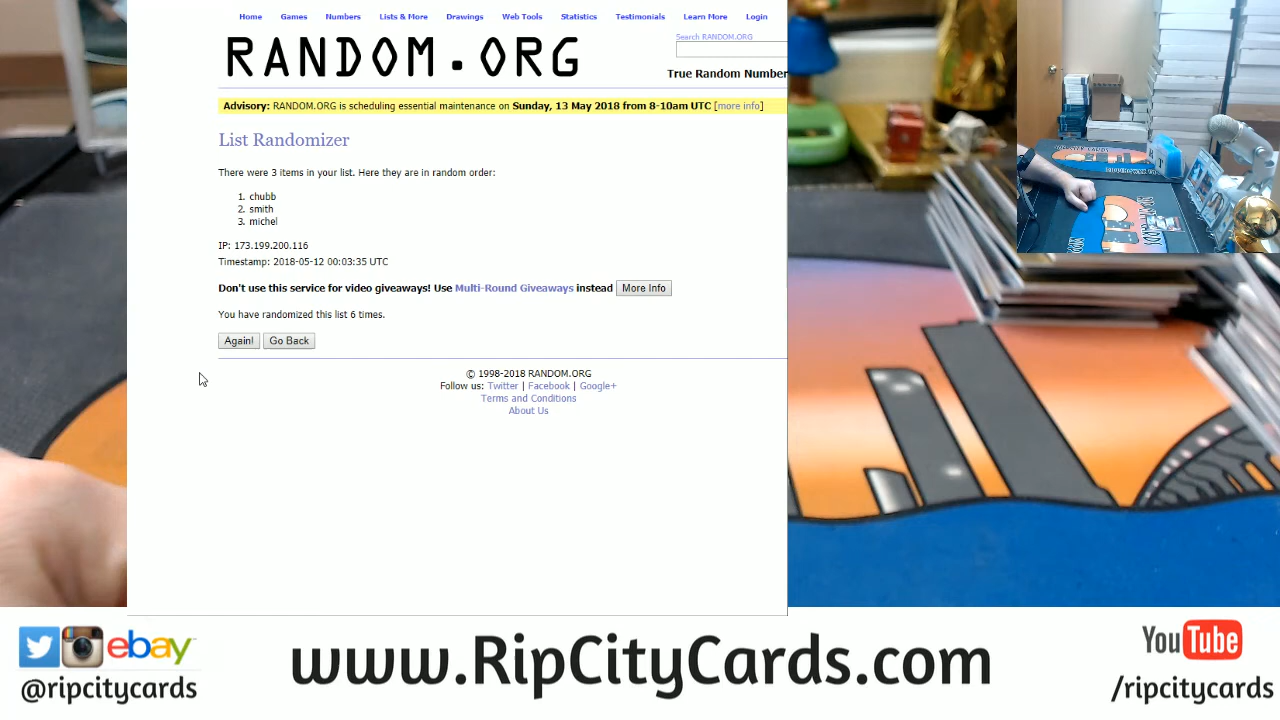 Home Games Numbers Lists & More Drawings Web Tools Statistics Testimonials Learn More Login
RANDOM.ORG
Search RANDOM.ORG
True Random Number
Advisory: RANDOM.ORG is scheduling essential maintenance on Sunday, 13 May 2018 from 8-10am UTC [more info]
List Randomizer
There were 3 items in your list. Here they are in random order:
1. chubb
2. smith
3. michel
IP: 173.199.200.116
Timestamp: 2018-05-12 00:03:35 UTC
Don't use this service for video giveaways! Use Multi-Round Giveaways instead More Info
You have randomized this list 6 times.
Again! Go Back
© 1998-2018 RANDOM.ORG
Follow us: Twitter | Facebook | Google+
Terms and Conditions
About Us
ebay
@ripcitycards
www.RipCityCards.com
YouTube
/ripcitycards